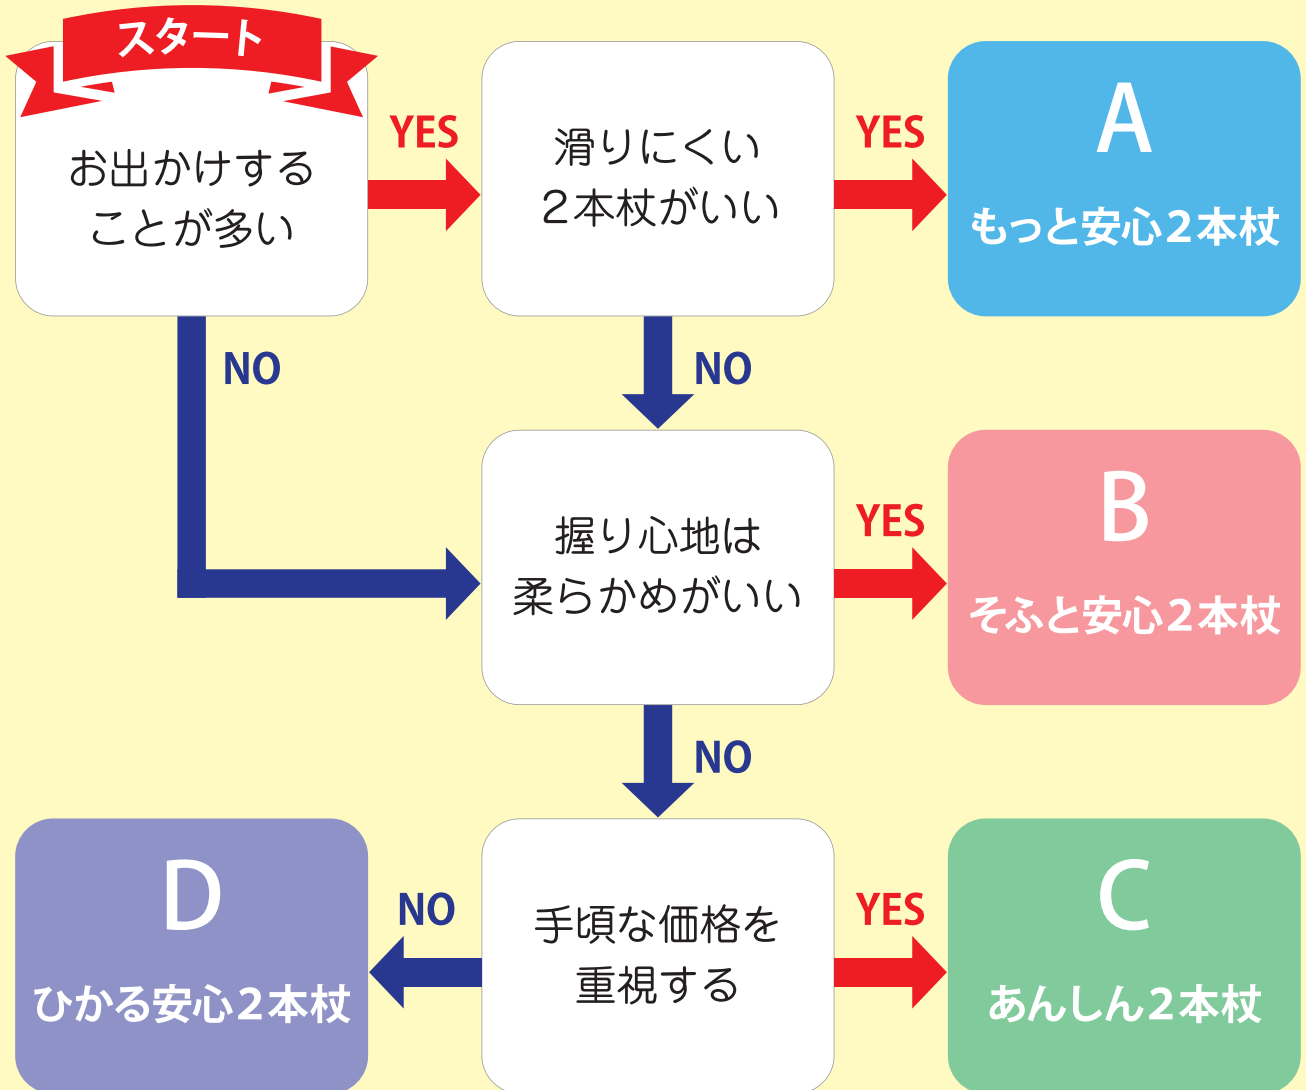 スタート
お出かけする
ことが多い
YES
滑りにくい
２本杖がいい
YES
A
もっと安心２本杖
NO
NO
握り心地は
柔らかめがいい
YES
B
そふと安心２本杖
NO
D
ひかる安心２本杖
NO
手頃な価格を
重視する
YES
C
あんしん２本杖